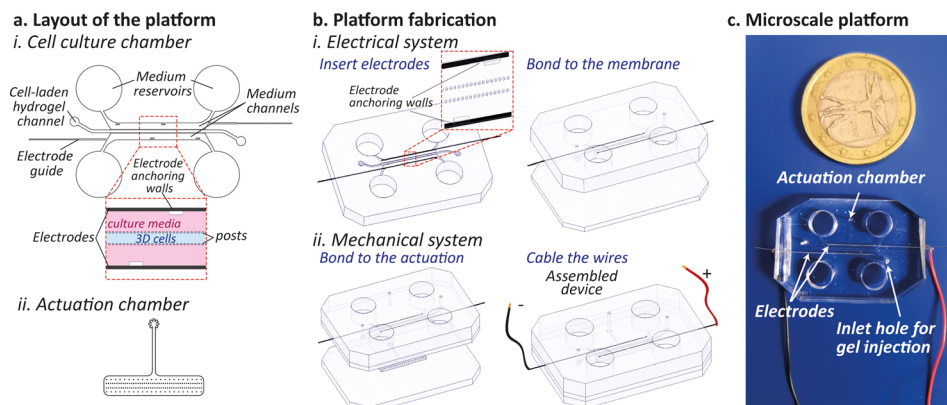 a. Layout of the platform
i. Cell culture chamber
Medium
reservoirs
Cell-laden
hydrogel
channel
Medium
channels
Electrode
guide
Electrode
anchoring
walls
Electrodes
culture media
3D cells
posts
ii. Actuation chamber
b. Platform fabrication
i. Electrical system
Insert electrodes
Bond to the membrane
Electrode
anchoring walls
ii. Mechanical system
Bond to the actuation
Cable the wires
Assembled
device
-
+
c. Microscale platform
Actuation chamber
Electrodes
Inlet hole for
gel injection